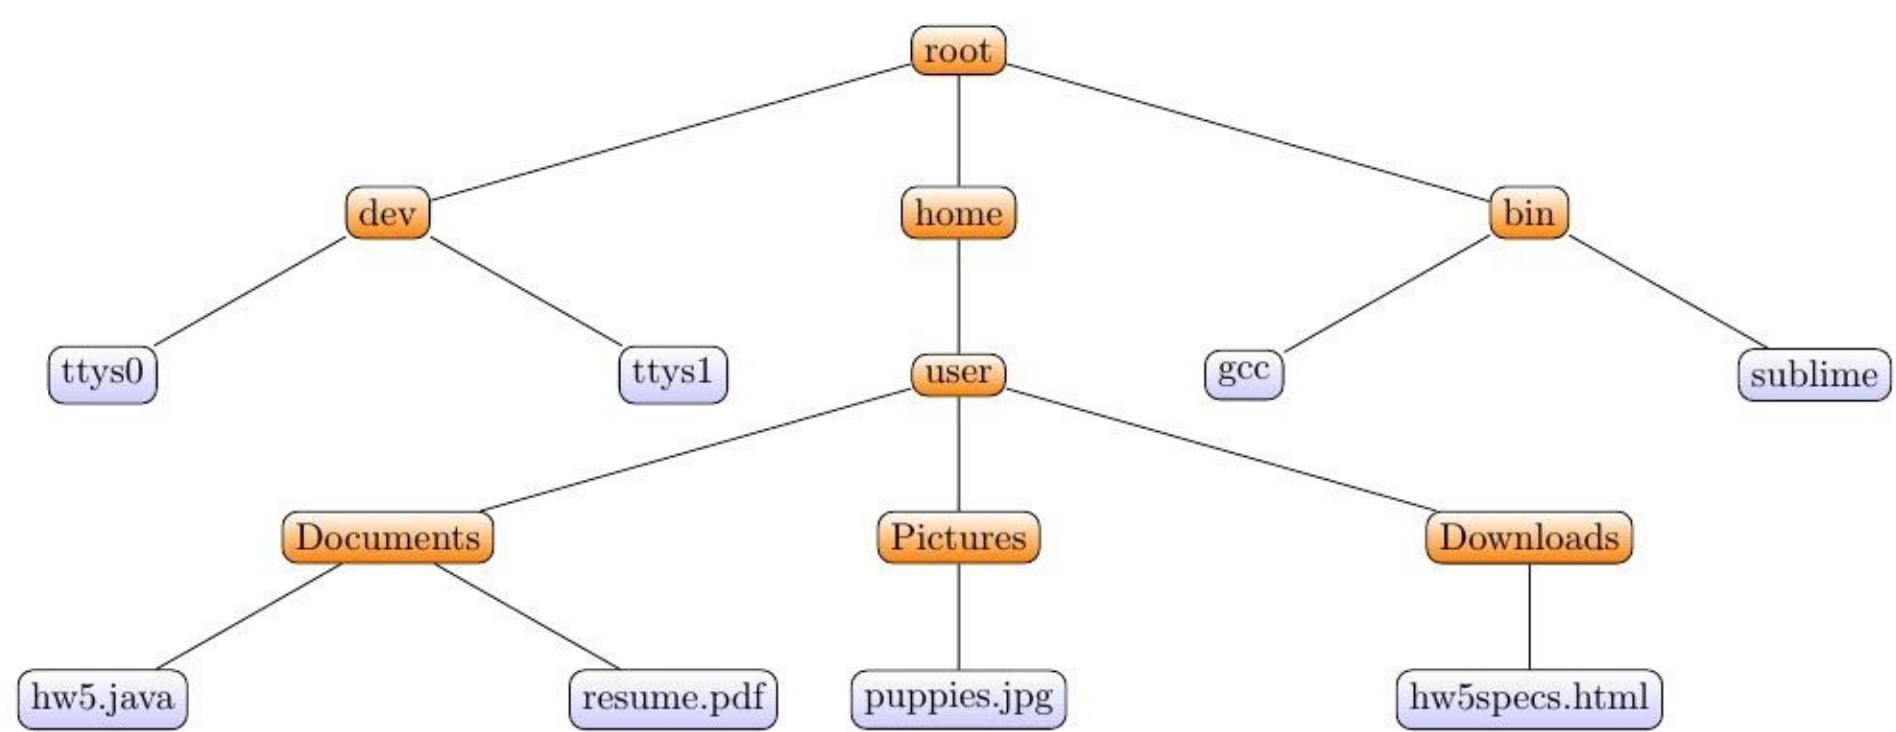 root
dev home bin
ttys0 ttys1 user gcc sublime
Documents Pictures Downloads
hw5.java resume.pdf puppies.jpg hw5specs.html